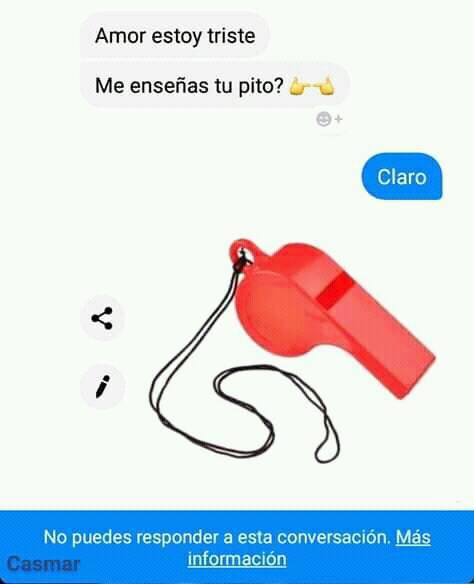 Amor estoy triste
Me enseñas tu pito? 👉👈
Claro
No puedes responder a esta conversación. Más
información
Casmar